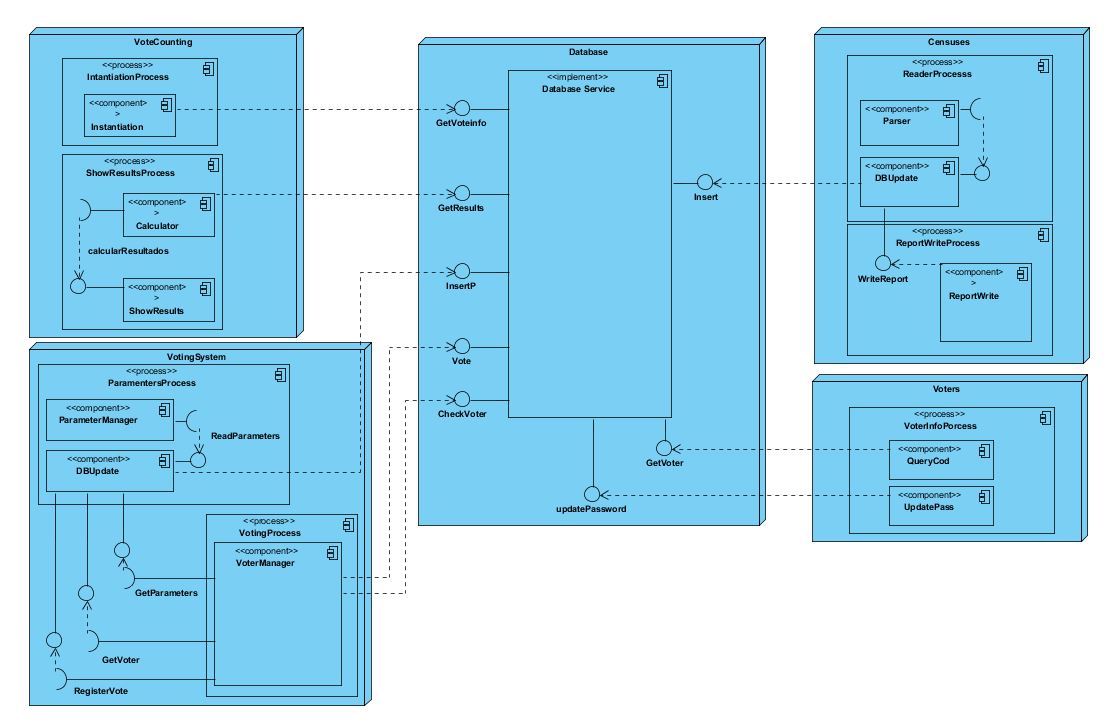 VoteCounting
<<process>>
IntantiationProcess
<<component>
>
Instantiation
<<process>>
ShowResultsProcess
<<component>
>
Calculator
calcularResultados
<<component>
>
ShowResults
VotingSystem
<<process>>
ParamentersProcess
<<component>>
ParameterManager
ReadParameters
<<component>>
DBUpdate
<<process>>
VotingProcess
<<component>>
VoterManager
GetParameters
GetVoter
RegisterVote
Database
<<implement>>
Database Service
GetVoteinfo
GetResults
InsertP
Vote
CheckVoter
Insert
GetVoter
updatePassword
Censuses
<<process>>
ReaderProcesss
<<component>>
Parser
<<component>>
DBUpdate
<<process>>
ReportWriteProcess
WriteReport
<<component>
>
ReportWrite
Voters
<<process>>
VoterInfoPorcess
<<component>>
QueryCod
<<component>>
UpdatePass